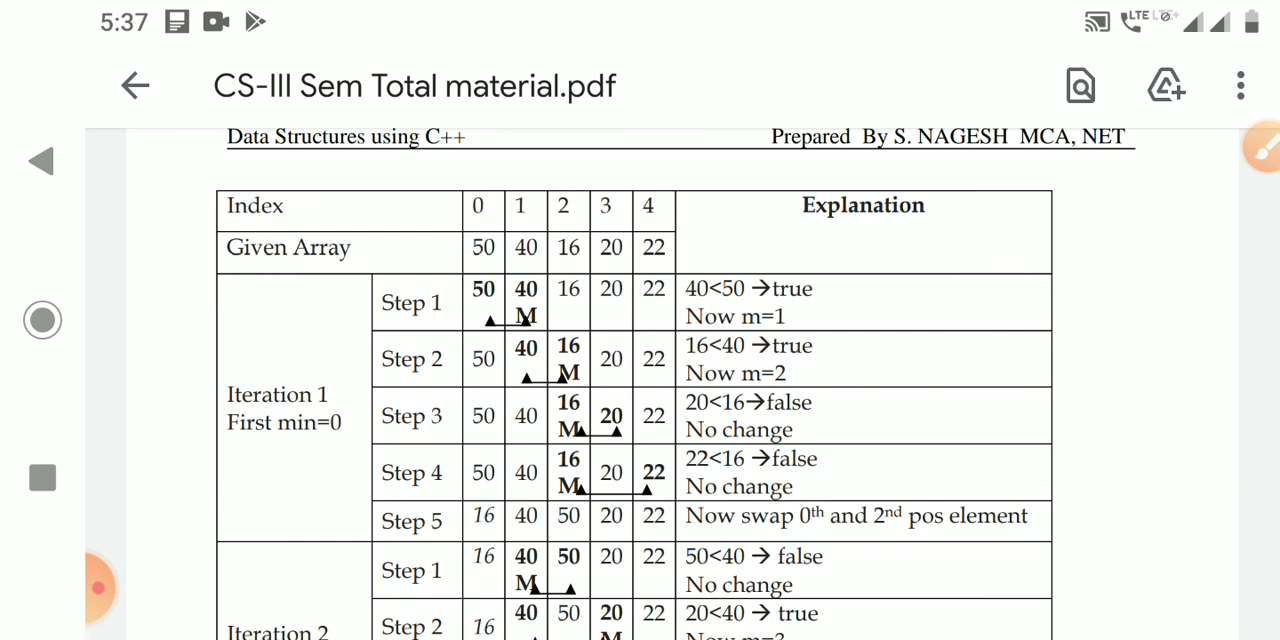 5:37
LTE LTE+
CS-III Sem Total material.pdf
Data Structures using C++ Prepared By S. NAGESH MCA, NET
Index 0 1 2 3 4 Explanation
Given Array 50 40 16 20 22
Iteration 1
First min=0
Step 1 50 40 16 20 22 40<50 →true
M Now m=1
Step 2 50 40 16 20 22 16<40 →true
M Now m=2
Step 3 50 40 16 20 22 20<16→false
M No change
Step 4 50 40 16 20 22 22<16 →false
M No change
Step 5 16 40 50 20 22 Now swap 0th and 2nd pos element
Iteration 2
Step 1 16 40 50 20 22 50<40 → false
M No change
Step 2 16 40 50 20 22 20<40 → true
M Now m=3